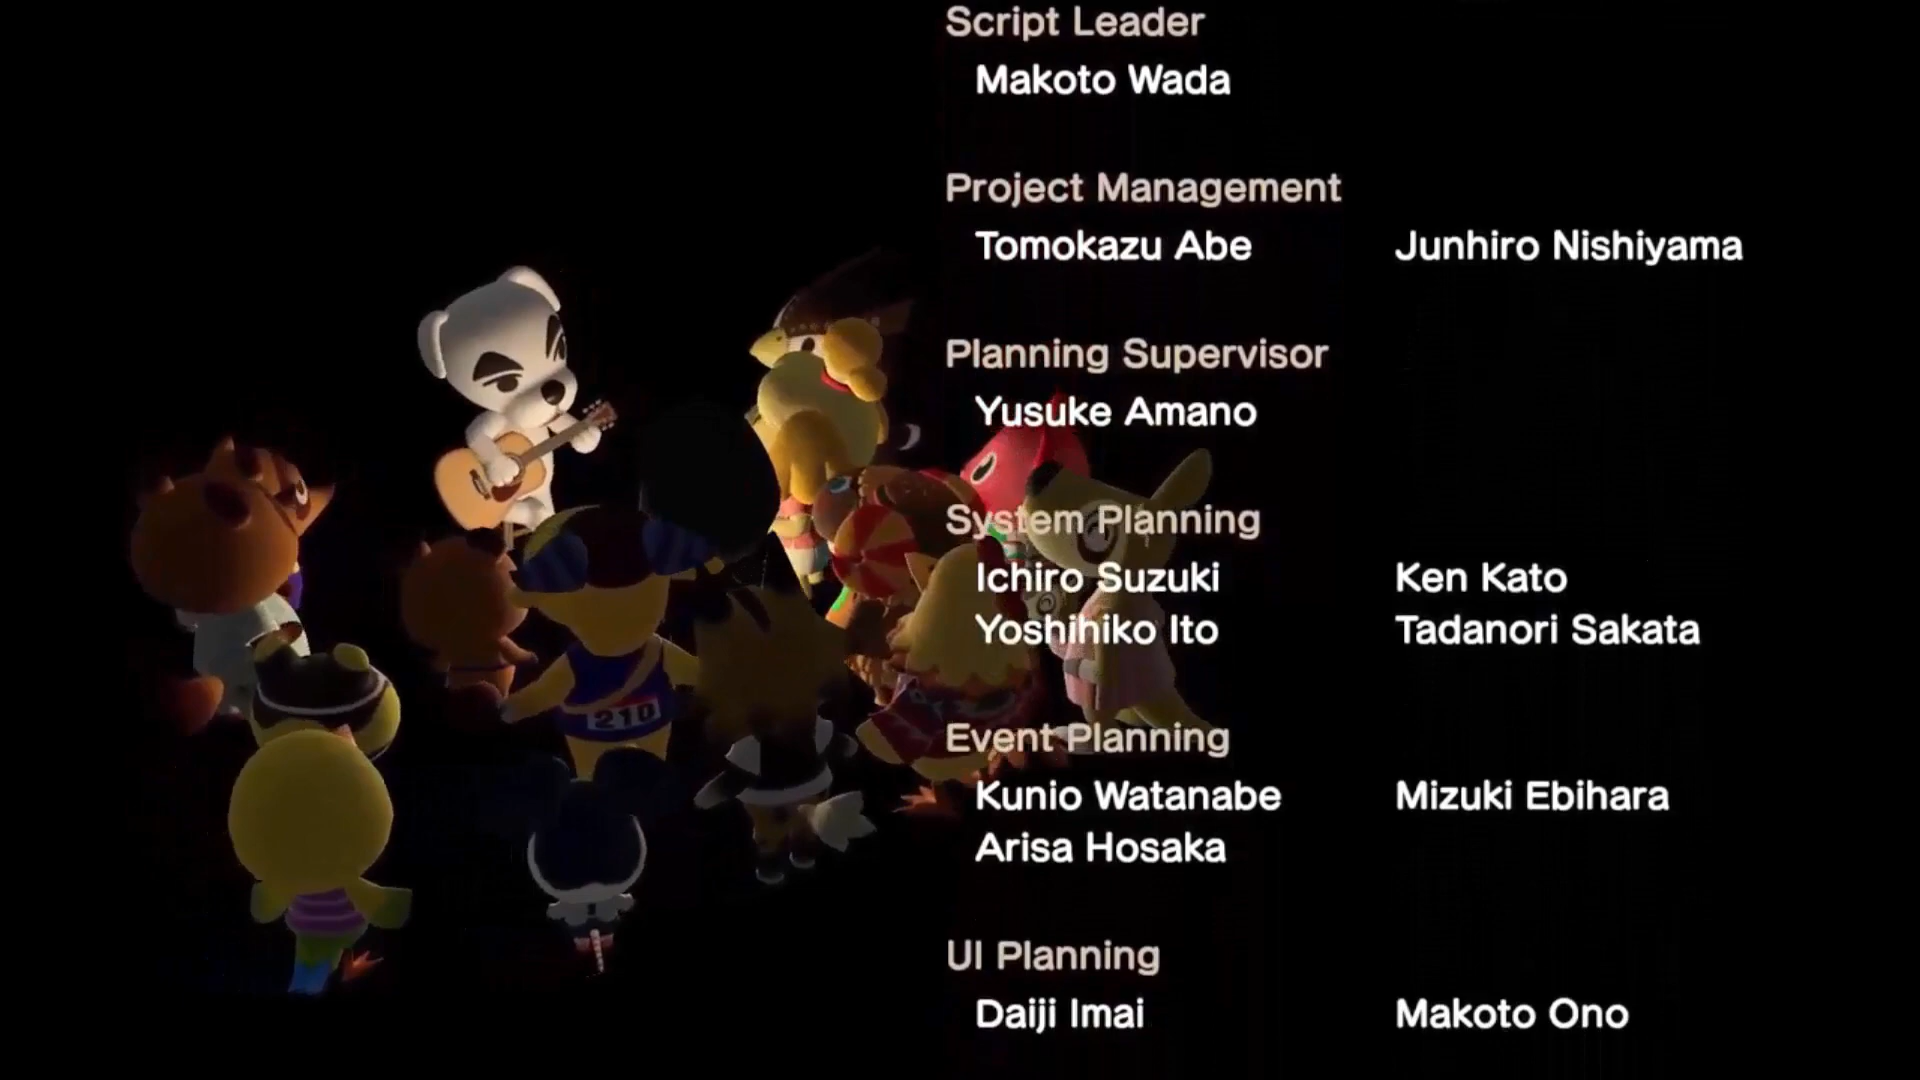 Script Leader
Makoto Wada
Project Management
Tomokazu Abe Junhiro Nishiyama
Planning Supervisor
Yusuke Amano
System Planning
Ichiro Suzuki Ken Kato
Yoshihiko Ito Tadanori Sakata
Event Planning
Kunio Watanabe Mizuki Ebihara
Arisa Hosaka
UI Planning
Daiji Imai Makoto Ono
210